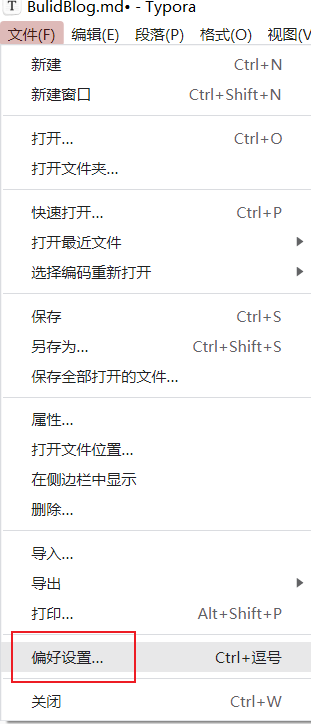 T BulidBlog.md• - Typora
文件(F) 编辑(E) 段落(P) 格式(O) 视图(V
新建 Ctrl+N
新建窗口 Ctrl+Shift+N
打开... Ctrl+O
打开文件夹...
快速打开... Ctrl+P
打开最近文件
选择编码重新打开
保存 Ctrl+S
另存为... Ctrl+Shift+S
保存全部打开的文件...
属性...
打开文件位置...
在侧边栏中显示
删除...
导入...
导出
打印... Alt+Shift+P
偏好设置... Ctrl+逗号
关闭 Ctrl+W